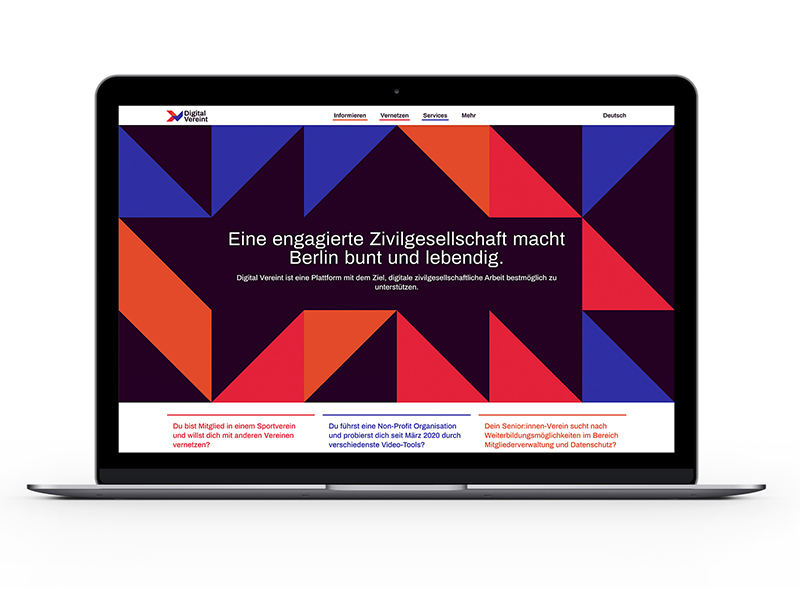 Digital
Vereint
Informieren Vernetzen Services Mehr Deutsch
Eine engagierte Zivilgesellschaft macht
Berlin bunt und lebendig.
Digital Vereint ist eine Plattform mit dem Ziel, digitale zivilgesellschaftliche Arbeit bestmöglich zu
unterstützen.
Du bist Mitglied in einem Sportverein
und willst dich mit anderen Vereinen
vernetzen?
Du führst eine Non-Profit Organisation
und probierst dich seit März 2020 durch
verschiedenste Video-Tools?
Dein Senior:innen-Verein sucht nach
Weiterbildungsmöglichkeiten im Bereich
Mitgliederverwaltung und Datenschutz?